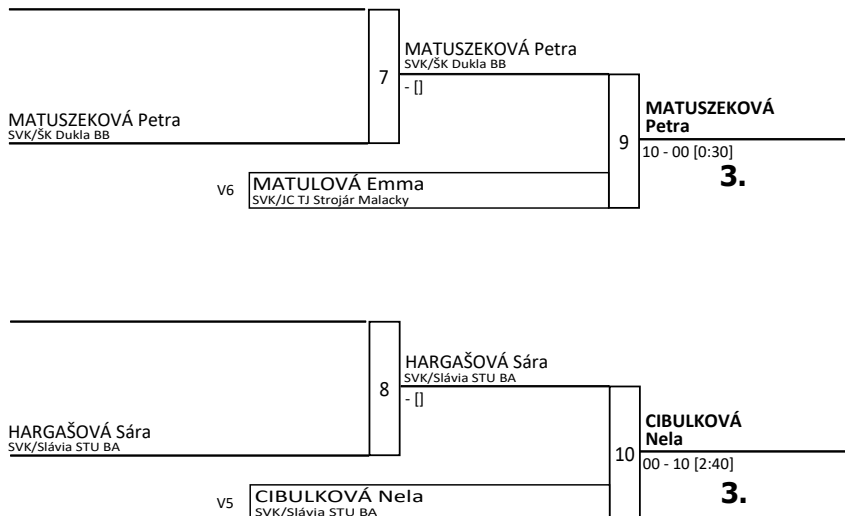 MATUSZEKOVÁ Petra
SVK/ŠK Dukla BB
7
- []
MATUSZEKOVÁ Petra
SVK/ŠK Dukla BB
9
MATUSZEKOVÁ
Petra
10 - 00 [0:30]
3.
V6
MATULOVÁ Emma
SVK/JC TJ Strojár Malacky
HARGAŠOVÁ Sára
SVK/Slávia STU BA
8
- []
HARGAŠOVÁ Sára
SVK/Slávia STU BA
10
CIBULKOVÁ
Nela
00 - 10 [2:40]
3.
V5
CIBULKOVÁ Nela
SVK/Slávia STU BA